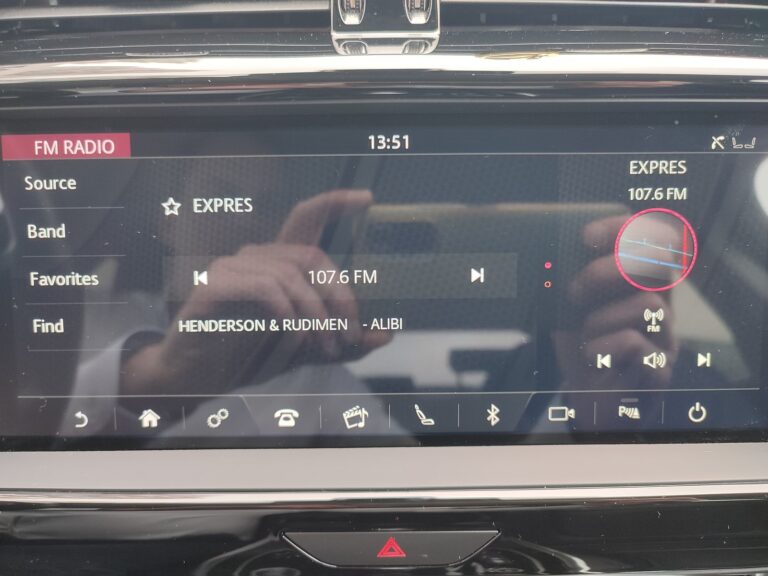 FM RADIO
13:51
Source
Band
Favorites
Find
EXPRES
107.6 FM
HENDERSON & RUDIMEN - ALIBI
EXPRES
107.6 FM
FM